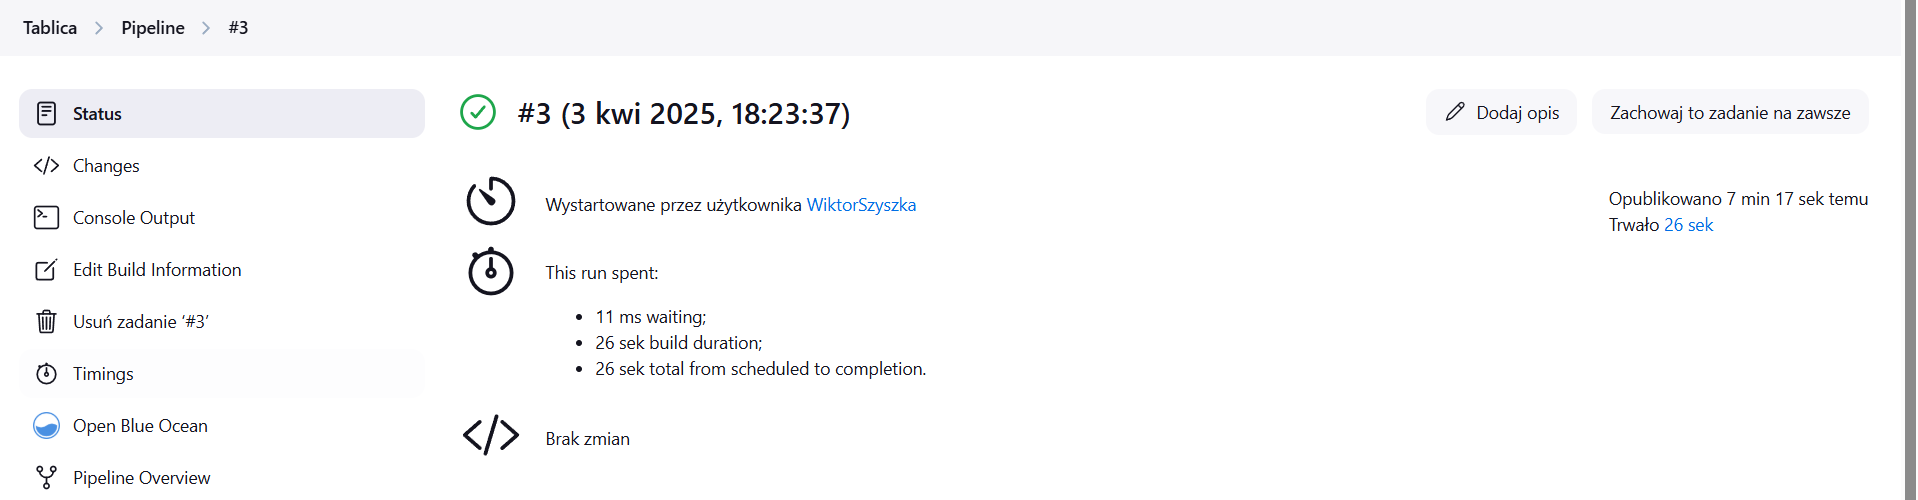 Tablica > Pipeline > #3
Status
Changes
Console Output
Edit Build Information
Usuń zadanie ‘#3’
Timings
Open Blue Ocean
Pipeline Overview
#3 (3 kwi 2025, 18:23:37)
Dodaj opis
Zachowaj to zadanie na zawsze
Wystartowane przez użytkownika WiktorSzyszka
Opublikowano 7 min 17 sek temu
Trwało 26 sek
This run spent:
• 11 ms waiting;
• 26 sek build duration;
• 26 sek total from scheduled to completion.
Brak zmian